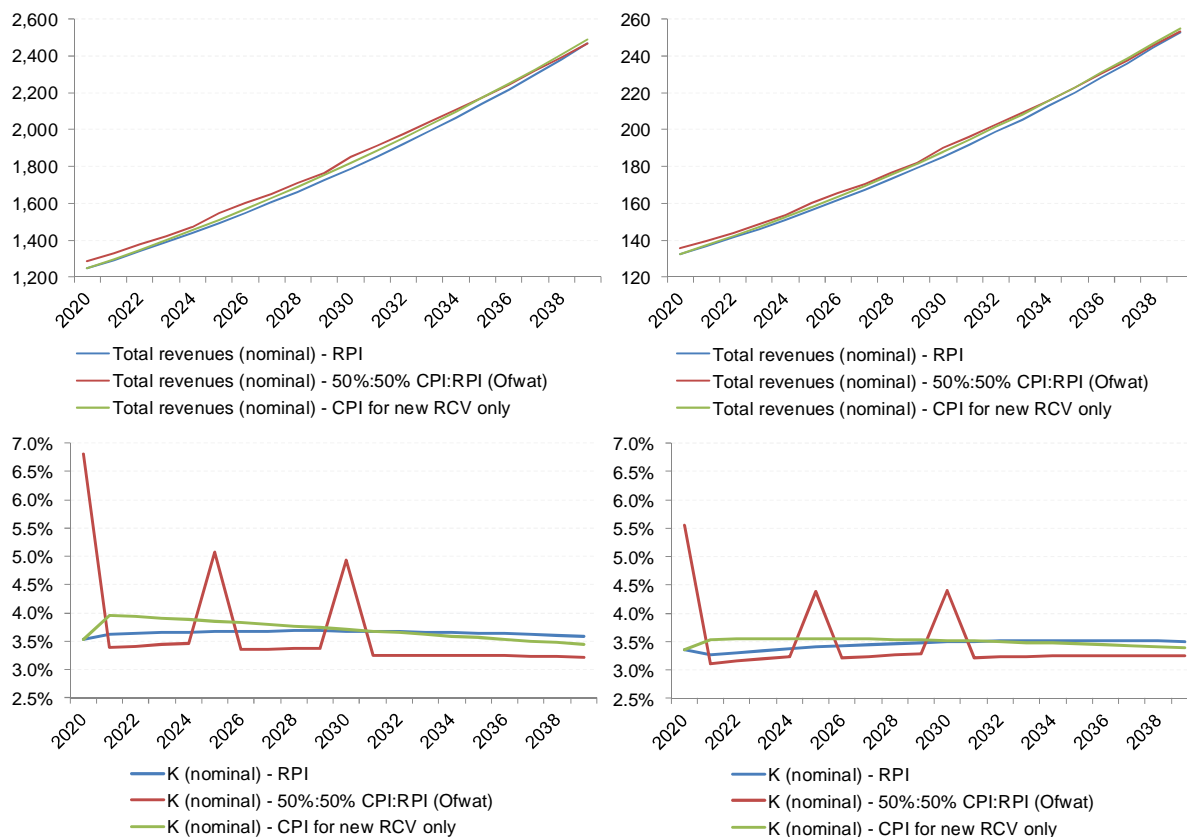 2,600
2,400
2,200
2,000
1,800
1,600
1,400
1,200
2020 2022 2024 2026 2028 2030 2032 2034 2036 2038
Total revenues (nominal) - RPI
Total revenues (nominal) - 50%:50% CPI:RPI (Ofwat)
Total revenues (nominal) - CPI for new RCV only
260
240
220
200
180
160
140
120
2020 2022 2024 2026 2028 2030 2032 2034 2036 2038
Total revenues (nominal) - RPI
Total revenues (nominal) - 50%:50% CPI:RPI (Ofwat)
Total revenues (nominal) - CPI for new RCV only
7.0%
6.5%
6.0%
5.5%
5.0%
4.5%
4.0%
3.5%
3.0%
2.5%
2020 2022 2024 2026 2028 2030 2032 2034 2036 2038
K (nominal) - RPI
K (nominal) - 50%:50% CPI:RPI (Ofwat)
K (nominal) - CPI for new RCV only
7.0%
6.5%
6.0%
5.5%
5.0%
4.5%
4.0%
3.5%
3.0%
2.5%
2020 2022 2024 2026 2028 2030 2032 2034 2036 2038
K (nominal) - RPI
K (nominal) - 50%:50% CPI:RPI (Ofwat)
K (nominal) - CPI for new RCV only